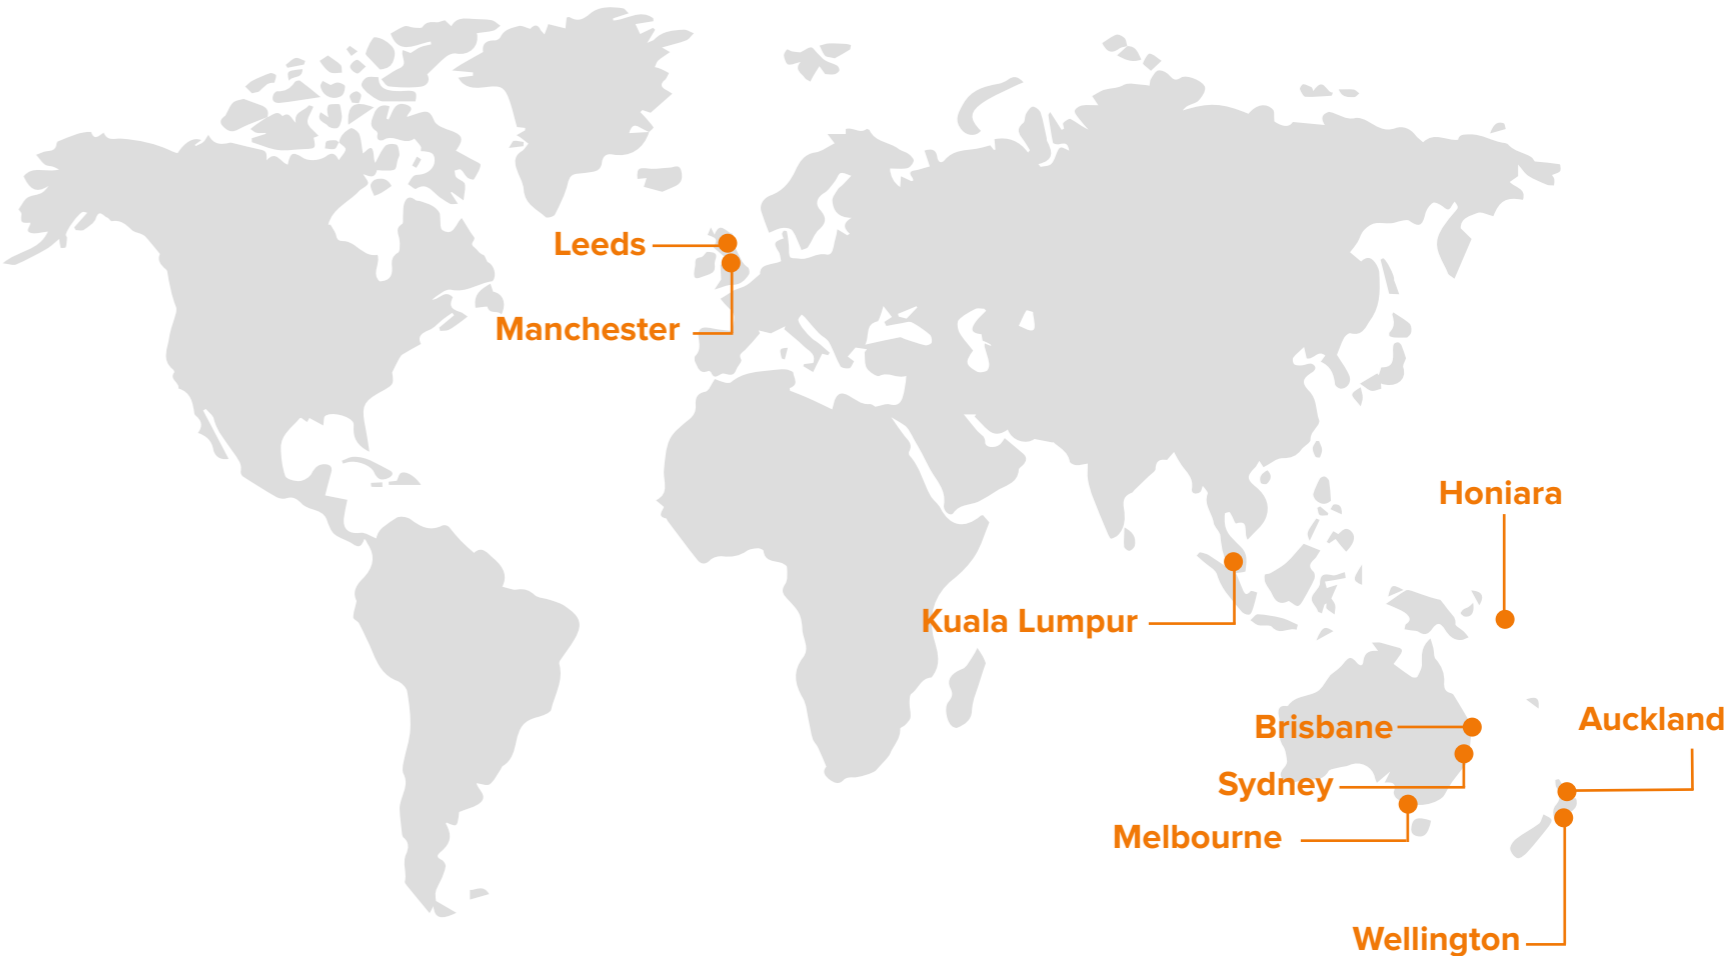 Leeds
Manchester
Honiara
Kuala Lumpur
Auckland
Brisbane
Sydney
Melbourne
Wellington